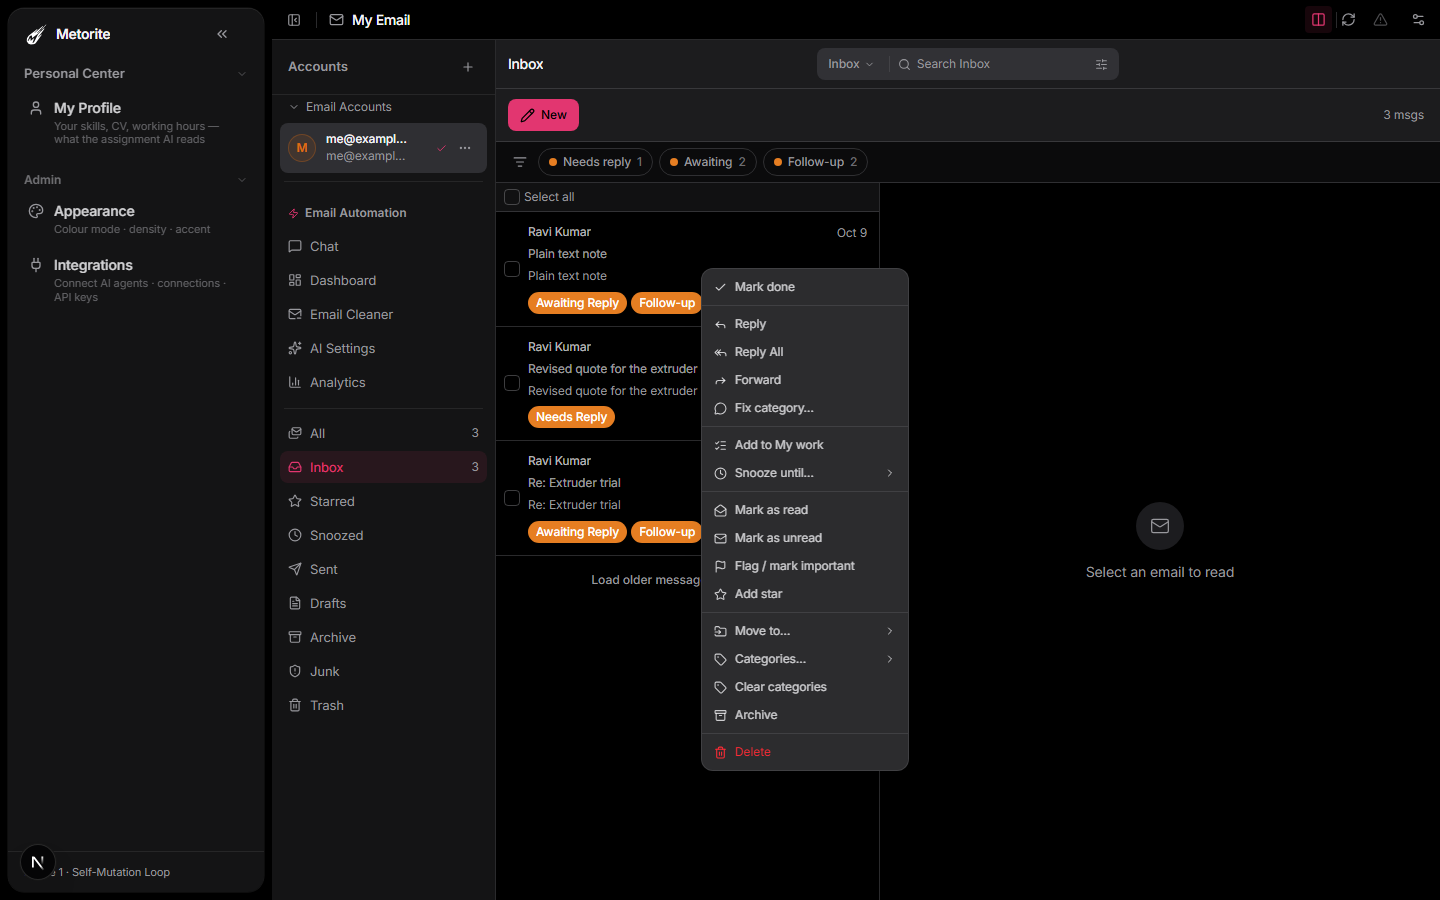 Metorite
Personal Center
My Profile
Your skills, CV, working hours —
what the assignment AI reads
Admin
Appearance
Colour mode · density · accent
Integrations
Connect AI agents · connections ·
API keys
N
e 1 · Self-Mutation Loop
My Email
Accounts
Email Accounts
M
me@exampl...
me@exampl...
Email Automation
Chat
Dashboard
Email Cleaner
AI Settings
Analytics
All 3
Inbox 3
Starred
Snoozed
Sent
Drafts
Archive
Junk
Trash
Inbox
Inbox
Search Inbox
New
3 msgs
Needs reply 1
Awaiting 2
Follow-up 2
Select all
Ravi Kumar
Oct 9
Plain text note
Plain text note
Awaiting Reply
Follow-up
Ravi Kumar
Revised quote for the extruder
Revised quote for the extruder
Needs Reply
Ravi Kumar
Re: Extruder trial
Re: Extruder trial
Awaiting Reply
Follow-up
Load older messag
Mark done
Reply
Reply All
Forward
Fix category...
Add to My work
Snooze until...
Mark as read
Mark as unread
Flag / mark important
Add star
Move to...
Categories...
Clear categories
Archive
Delete
Select an email to read